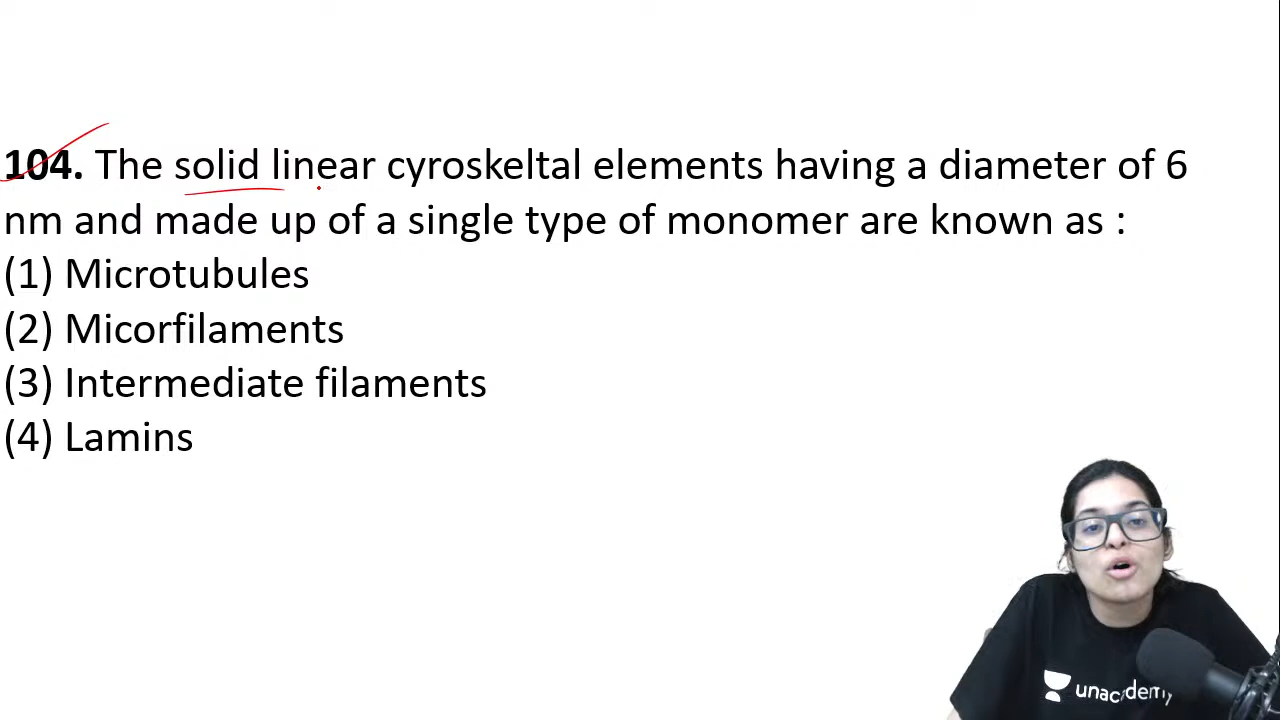 104. The solid linear cyroskeltal elements having a diameter of 6
nm and made up of a single type of monomer are known as :
(1) Microtubules
(2) Micorfilaments
(3) Intermediate filaments
(4) Lamins
unacademy